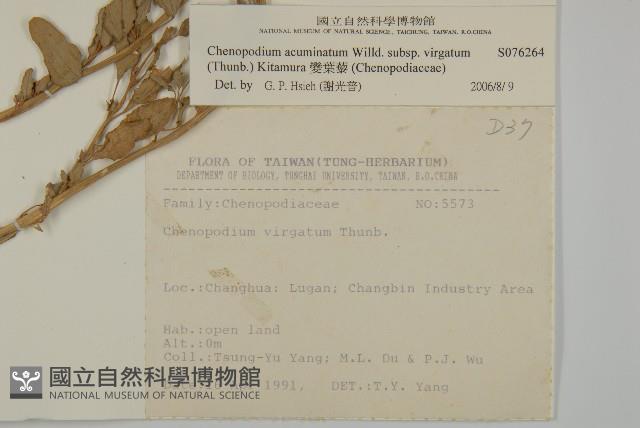 國立自然科學博物館
NATIONAL MUSEUM OF NATURAL SCIENCE, TAICHUNG, TAIWAN, R.O.CHINA
Chenopodium acuminatum Willd. subsp. virgatum S076264
(Thunb.) Kitamura 變葉藜 (Chenopodiaceae)
Det. by G. P. Hsieh (謝光普) 2006/8/9
D37
FLORA OF TAIWAN(TUNG-HERBARIUM)
DEPARTMENT OF BIOLOGY, TUNGHAI UNIVERSITY, TAIWAN, R.O.CHINA
Family:Chenopodiaceae NO:5573
Chenopodium virgatum Thunb.
Loc.:Changhua: Lugan; Changbin Industry Area
Hab.:open land
Alt.:0m
Coll.:Tsung-Yu Yang; M.L. Du & P.J. Wu
1991, DET.:T.Y. Yang
國立自然科學博物館
NATIONAL MUSEUM OF NATURAL SCIENCE